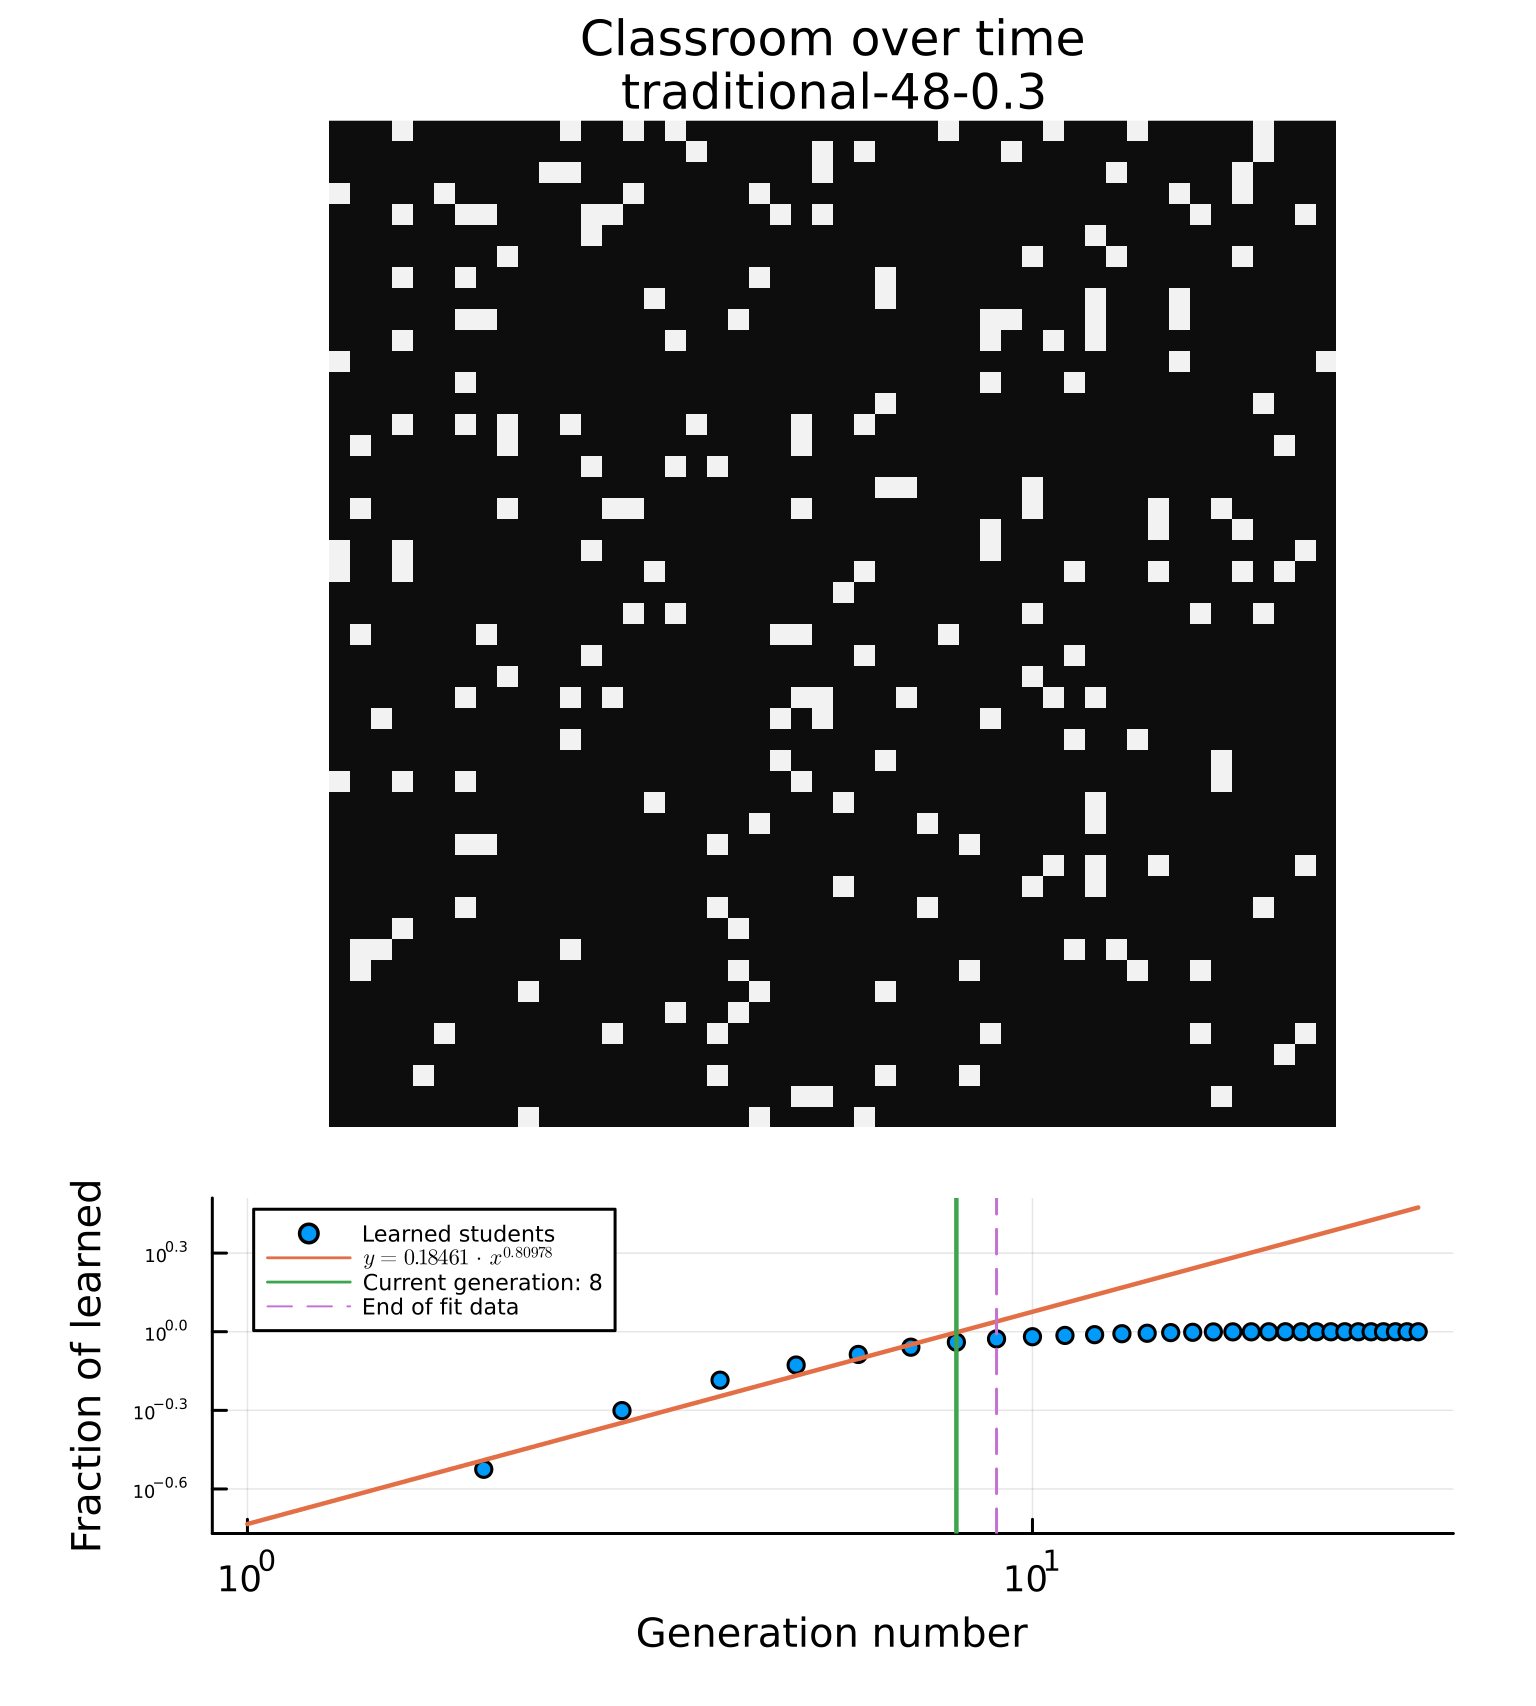 Classroom over time
traditional-48-0.3
Fraction of learned
10^0.3
10^0.0
10^−0.3
10^−0.6
Learned students
y = 0.18461 · x^0.80978
Current generation: 8
End of fit data
10^0
10^1
Generation number